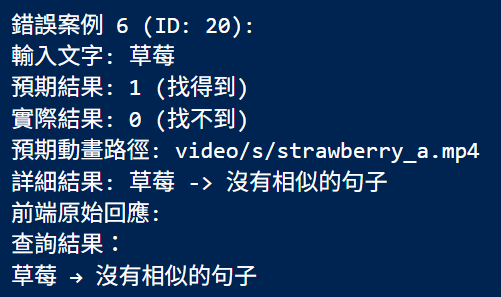 錯誤案例 6 (ID: 20):
輸入文字: 草莓
預期結果: 1 (找得到)
實際結果: 0 (找不到)
預期動畫路徑: video/s/strawberry_a.mp4
詳細結果: 草莓 -> 沒有相似的句子
前端原始回應:
查詢結果：
草莓 → 沒有相似的句子